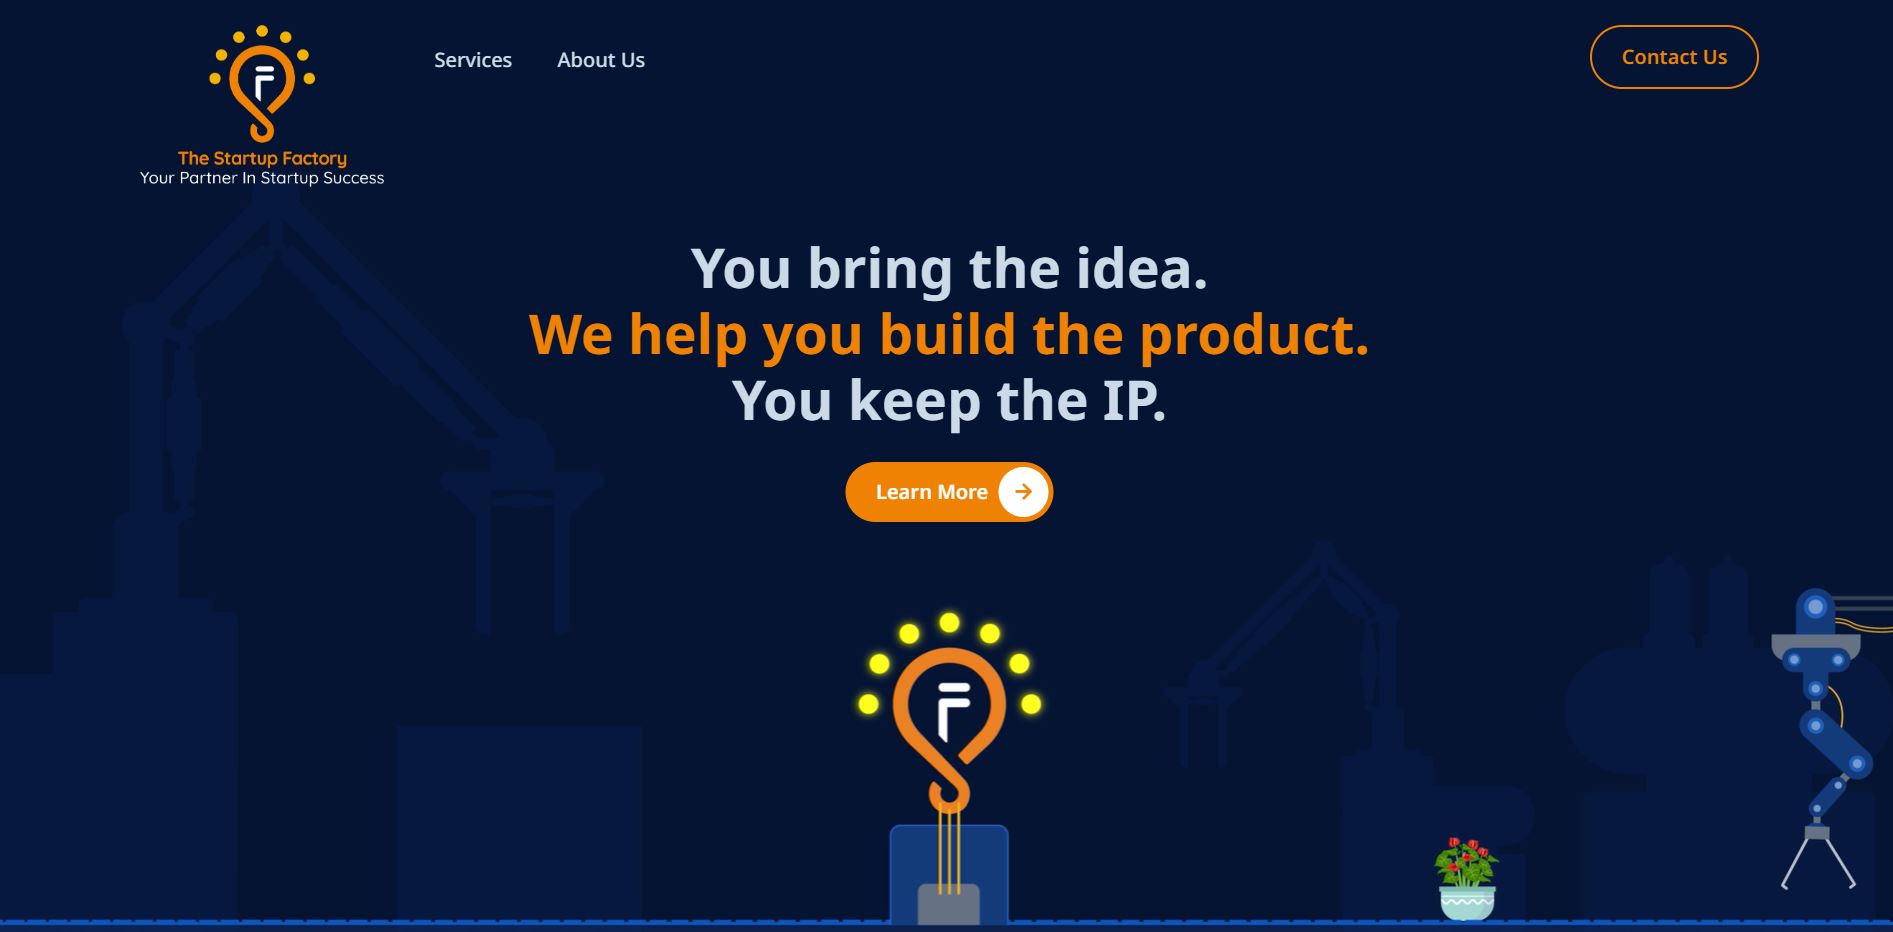 Services
About Us
Contact Us
F
The Startup Factory
Your Partner In Startup Success
You bring the idea.
We help you build the product.
You keep the IP.
Learn More
F